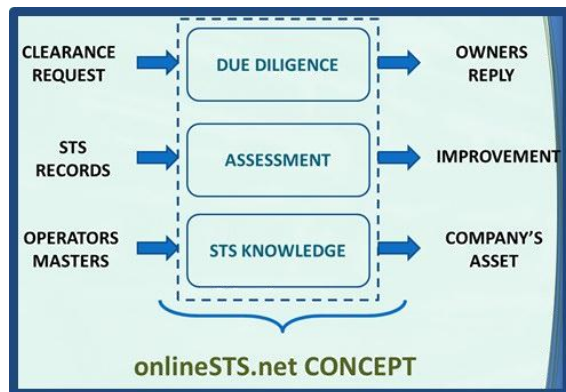 CLEARANCE
REQUEST
DUE DILIGENCE
OWNERS
REPLY
STS
RECORDS
ASSESSMENT
IMPROVEMENT
OPERATORS
MASTERS
STS KNOWLEDGE
COMPANY'S
ASSET
onlineSTS.net CONCEPT